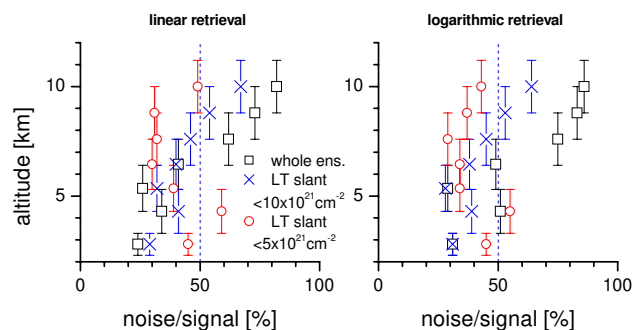 linear retrieval
logarithmic retrieval
altitude [km]
10
5
whole ens.
LT slant
<10x10²¹cm⁻²
LT slant
<5x10²¹cm⁻²
10
5
0
50
100
0
50
100
noise/signal [%]
noise/signal [%]